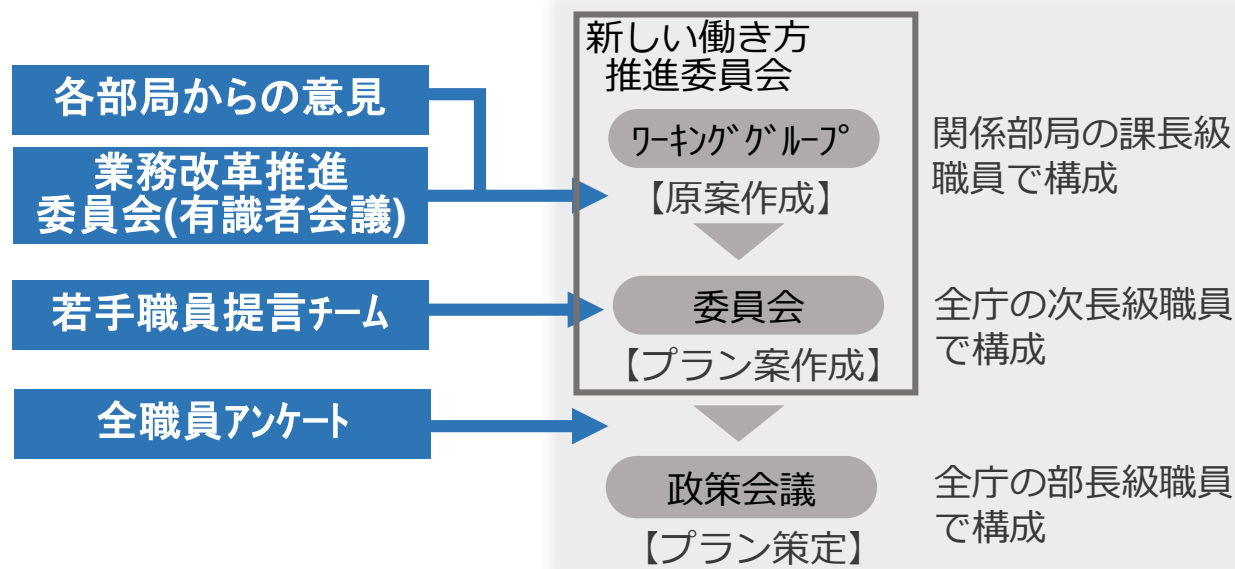 各部局からの意見
業務改革推進
委員会(有識者会議)
若手職員提言ﾁｰﾑ
全職員ｱﾝｹｰﾄ
新しい働き方
推進委員会
ﾜｰｷﾝｸﾞｸﾞﾙｰﾌﾟ
【原案作成】
関係部局の課長級
職員で構成
委員会
【プラン案作成】
全庁の次長級職員
で構成
政策会議
【プラン策定】
全庁の部長級職員
で構成